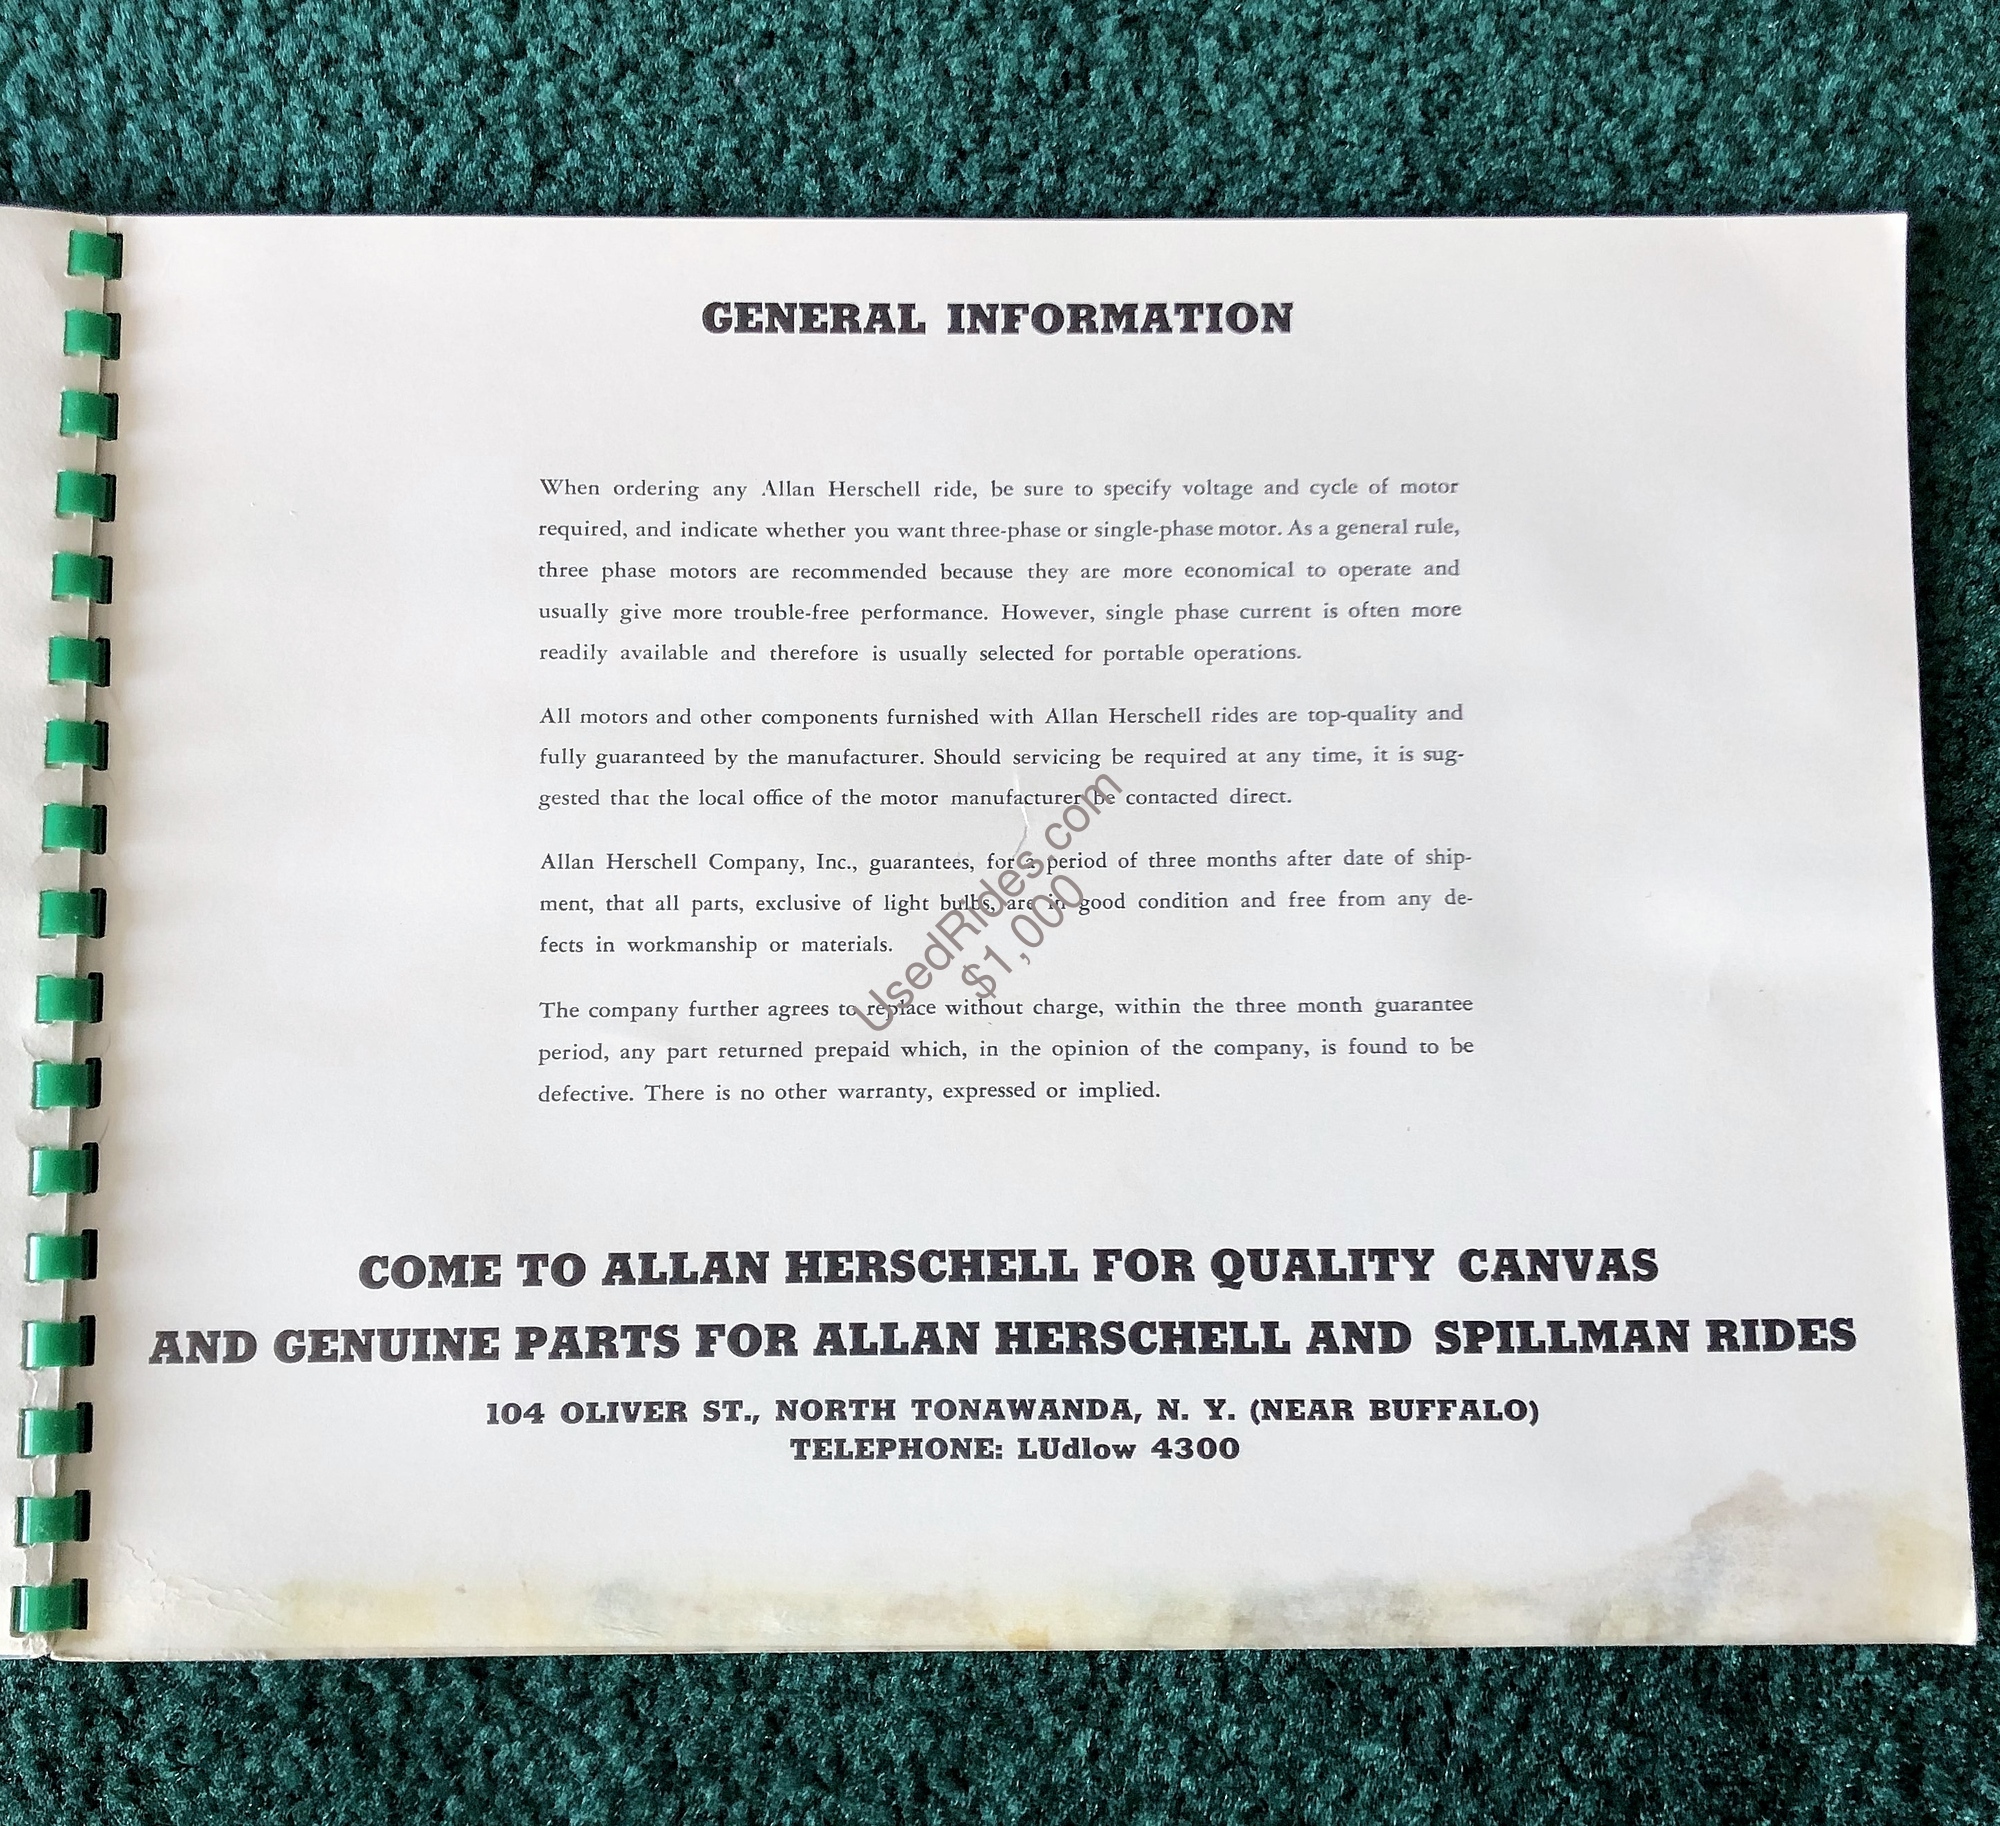 GENERAL INFORMATION
When ordering any Allan Herschell ride, be sure to specify voltage and cycle of motor
required, and indicate whether you want three-phase or single-phase motor. As a general rule,
three phase motors are recommended because they are more economical to operate and
usually give more trouble-free performance. However, single phase current is often more
readily available and therefore is usually selected for portable operations.
All motors and other components furnished with Allan Herschell rides are top-quality and
fully guaranteed by the manufacturer. Should servicing be required at any time, it is sug-
gested that the local office of the motor manufacturer be contacted direct.
Allan Herschell Company, Inc., guarantees, for a period of three months after date of ship-
ment, that all parts, exclusive of light bulbs, are in good condition and free from any de-
fects in workmanship or materials.
The company further agrees to replace without charge, within the three month guarantee
period, any part returned prepaid which, in the opinion of the company, is found to be
defective. There is no other warranty, expressed or implied.
UsedRides.com
$1,000
COME TO ALLAN HERSCHELL FOR QUALITY CANVAS
AND GENUINE PARTS FOR ALLAN HERSCHELL AND SPILLMAN RIDES
104 OLIVER ST., NORTH TONAWANDA, N. Y. (NEAR BUFFALO)
TELEPHONE: LUdlow 4300